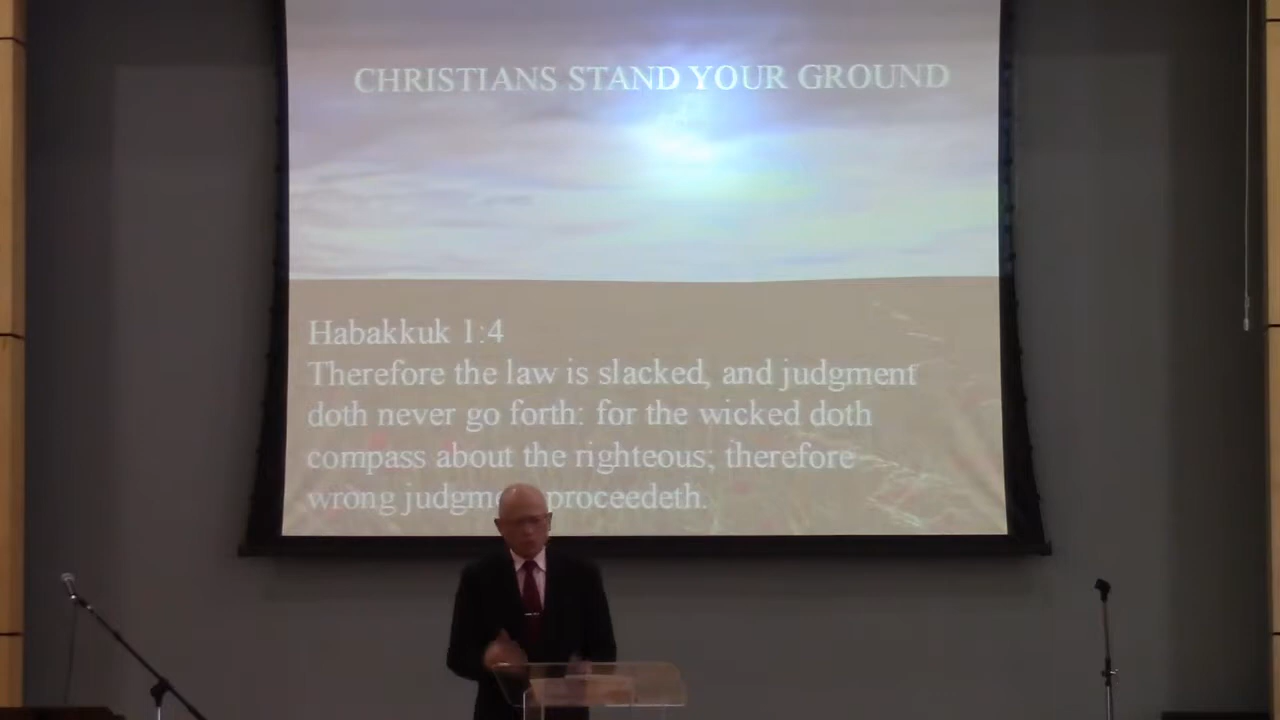 CHRISTIANS STAND YOUR GROUND
Habakkuk 1:4
Therefore the law is slacked, and judgment
doth never go forth: for the wicked doth
compass about the righteous; therefore
wrong judgment proceedeth.